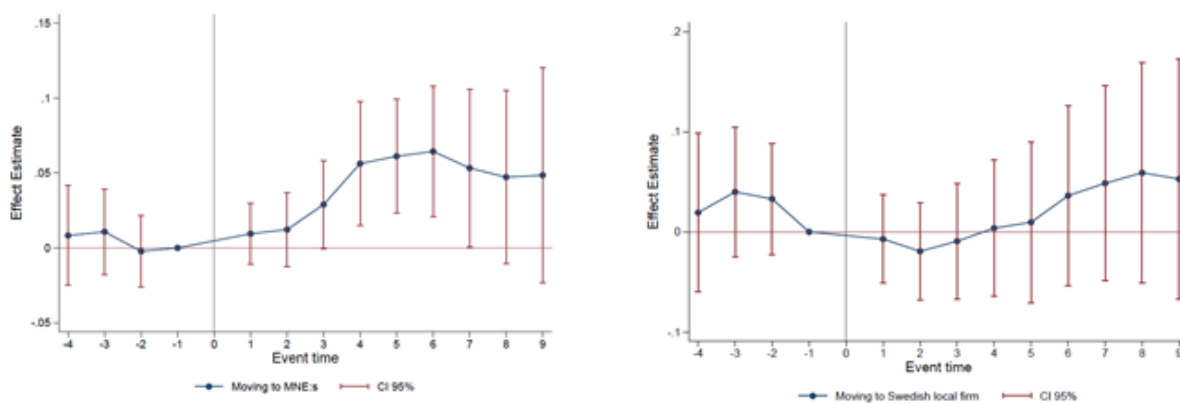 .15
.1
.05
0
-.05
Effect Estimate
-4 -3 -2 -1 0 1 2 3 4 5 6 7 8 9
Event time
Moving to MNE:s CI 95%
.2
.1
0
-.1
Effect Estimate
-4 -3 -2 -1 0 1 2 3 4 5 6 7 8 9
Event time
Moving to Swedish local firm CI 95%